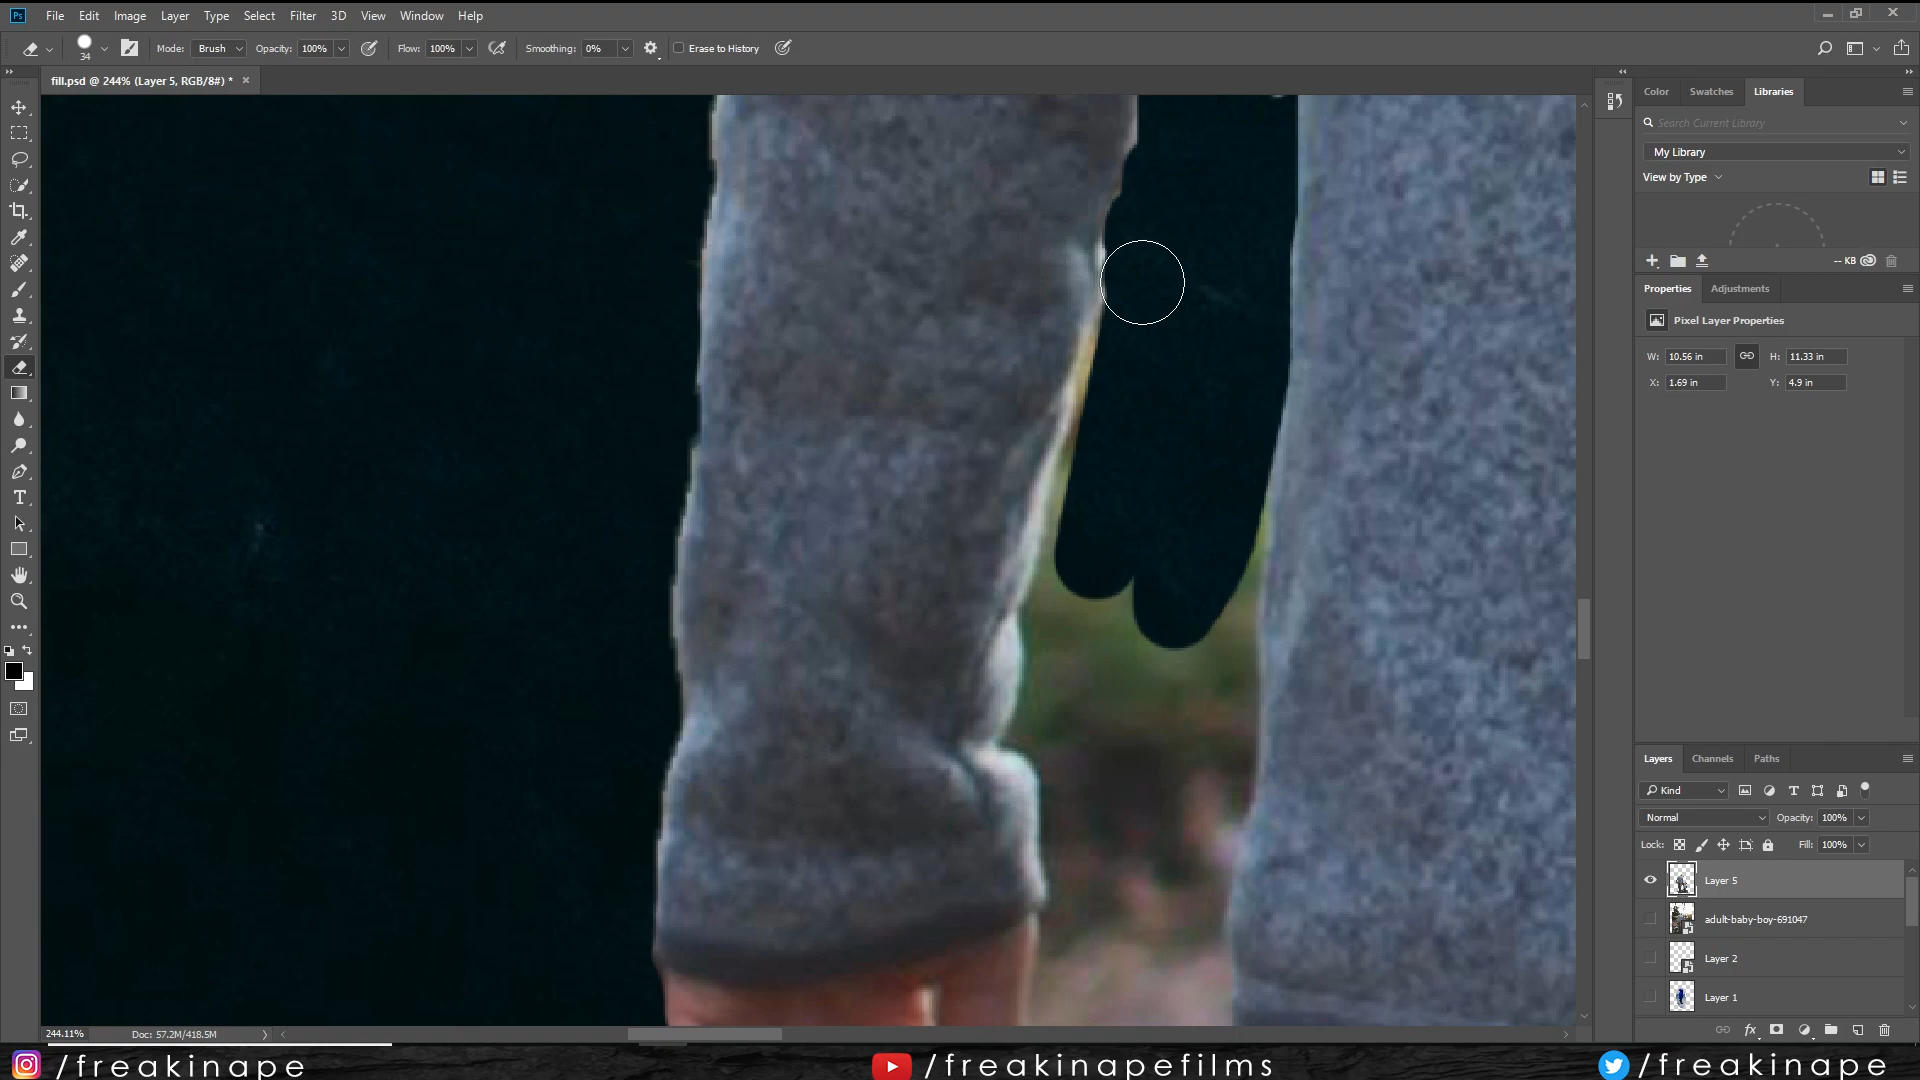 Ps File Edit Image Layer Type Select Filter 3D View Window Help
34 Mode: Brush Opacity: 100% Flow: 100% Smoothing: 0% Erase to History
fill.psd @ 244% (Layer 5, RGB/8#) *
Color Swatches Libraries
Search Current Library
My Library
View by Type
-- KB
Properties Adjustments
Pixel Layer Properties
W: 10.56 in H: 11.33 in
X: 1.69 in Y: 4.9 in
Layers Channels Paths
Kind
Normal Opacity: 100%
Lock: Fill: 100%
Layer 5
adult-baby-boy-691047
Layer 2
Layer 1
244.11% Doc: 57.2M/418.5M
/freakinape /freakinapefilms /freakinape